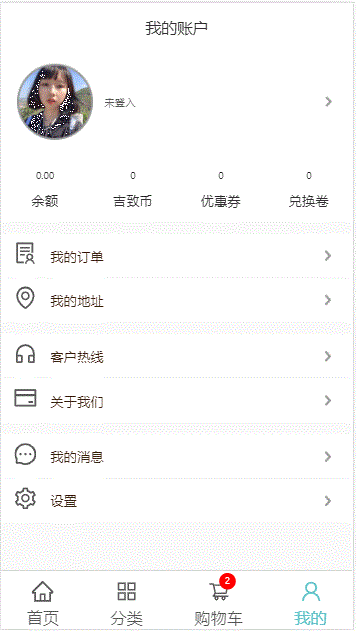 我的账户
未登入
0.00 0 0 0
余额 吉致币 优惠券 兑换卷
我的订单
我的地址
客户热线
关于我们
我的消息
设置
2
首页 分类 购物车 我的